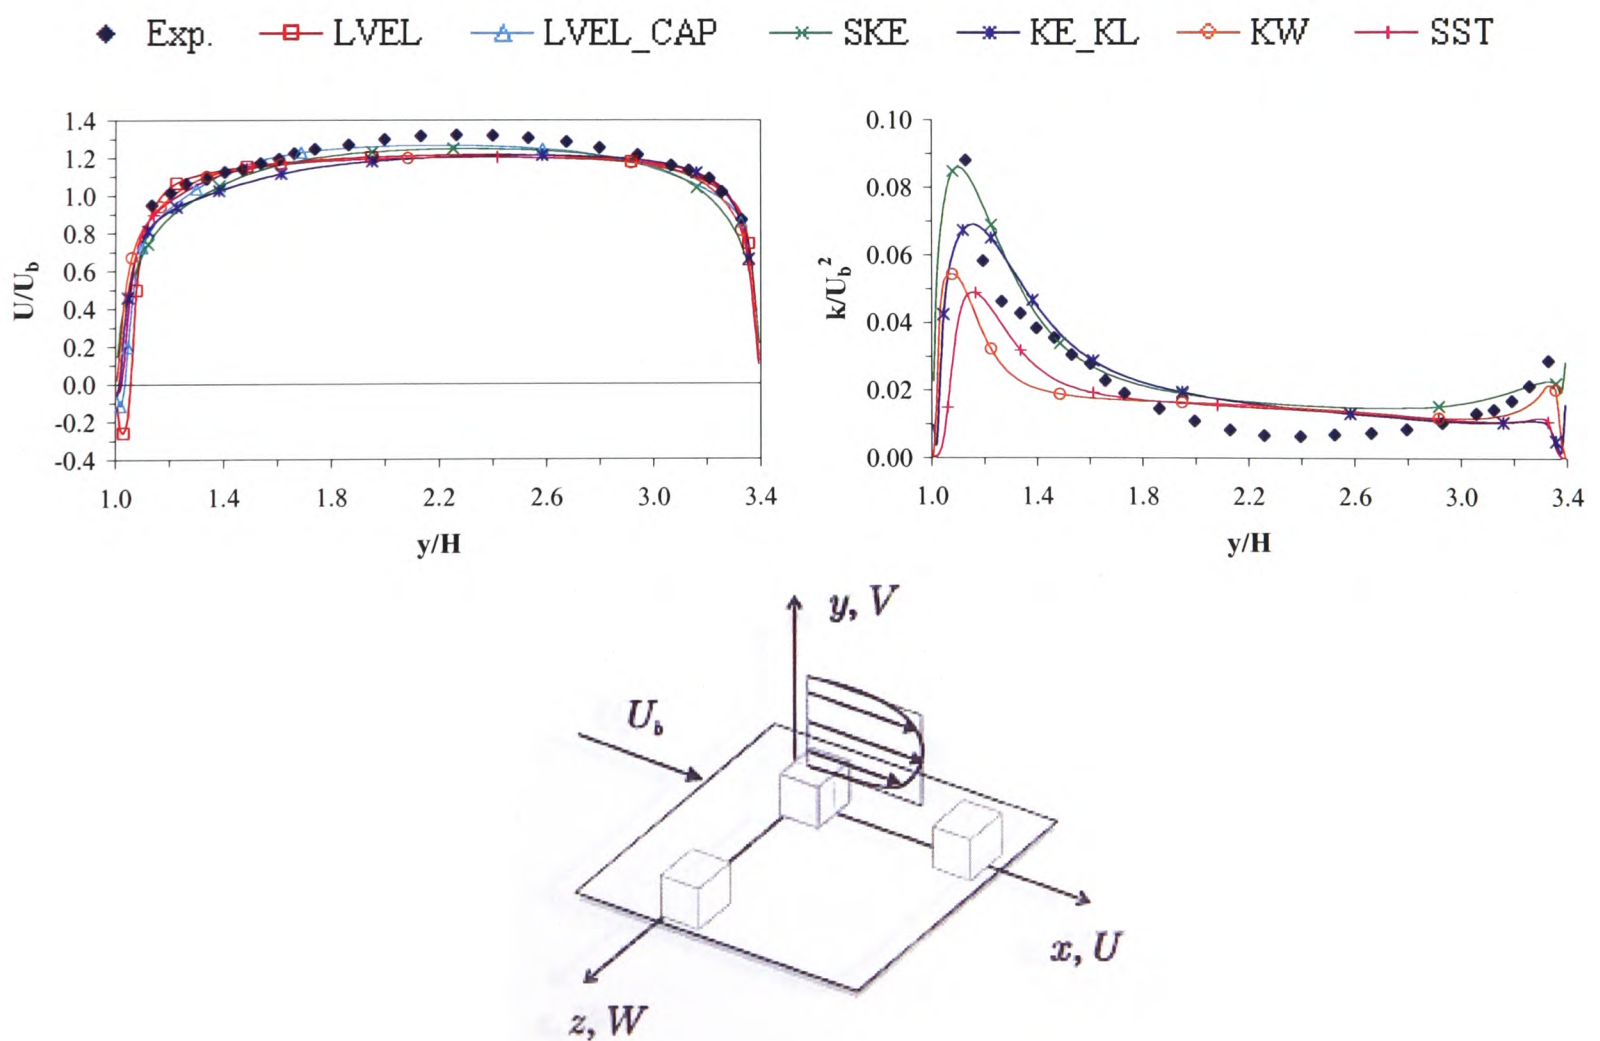 Exp. LVEL LVEL_CAP SKE KE_KL KW SST
1.4
1.2
1.0
0.8
0.6
0.4
0.2
0.0
-0.2
-0.4
U/U_b
1.0 1.4 1.8 2.2 2.6 3.0 3.4
y/H
0.10
0.08
0.06
0.04
0.02
0.00
k/U_b^2
1.0 1.4 1.8 2.2 2.6 3.0 3.4
y/H
y, V
U_b
x, U
z, W